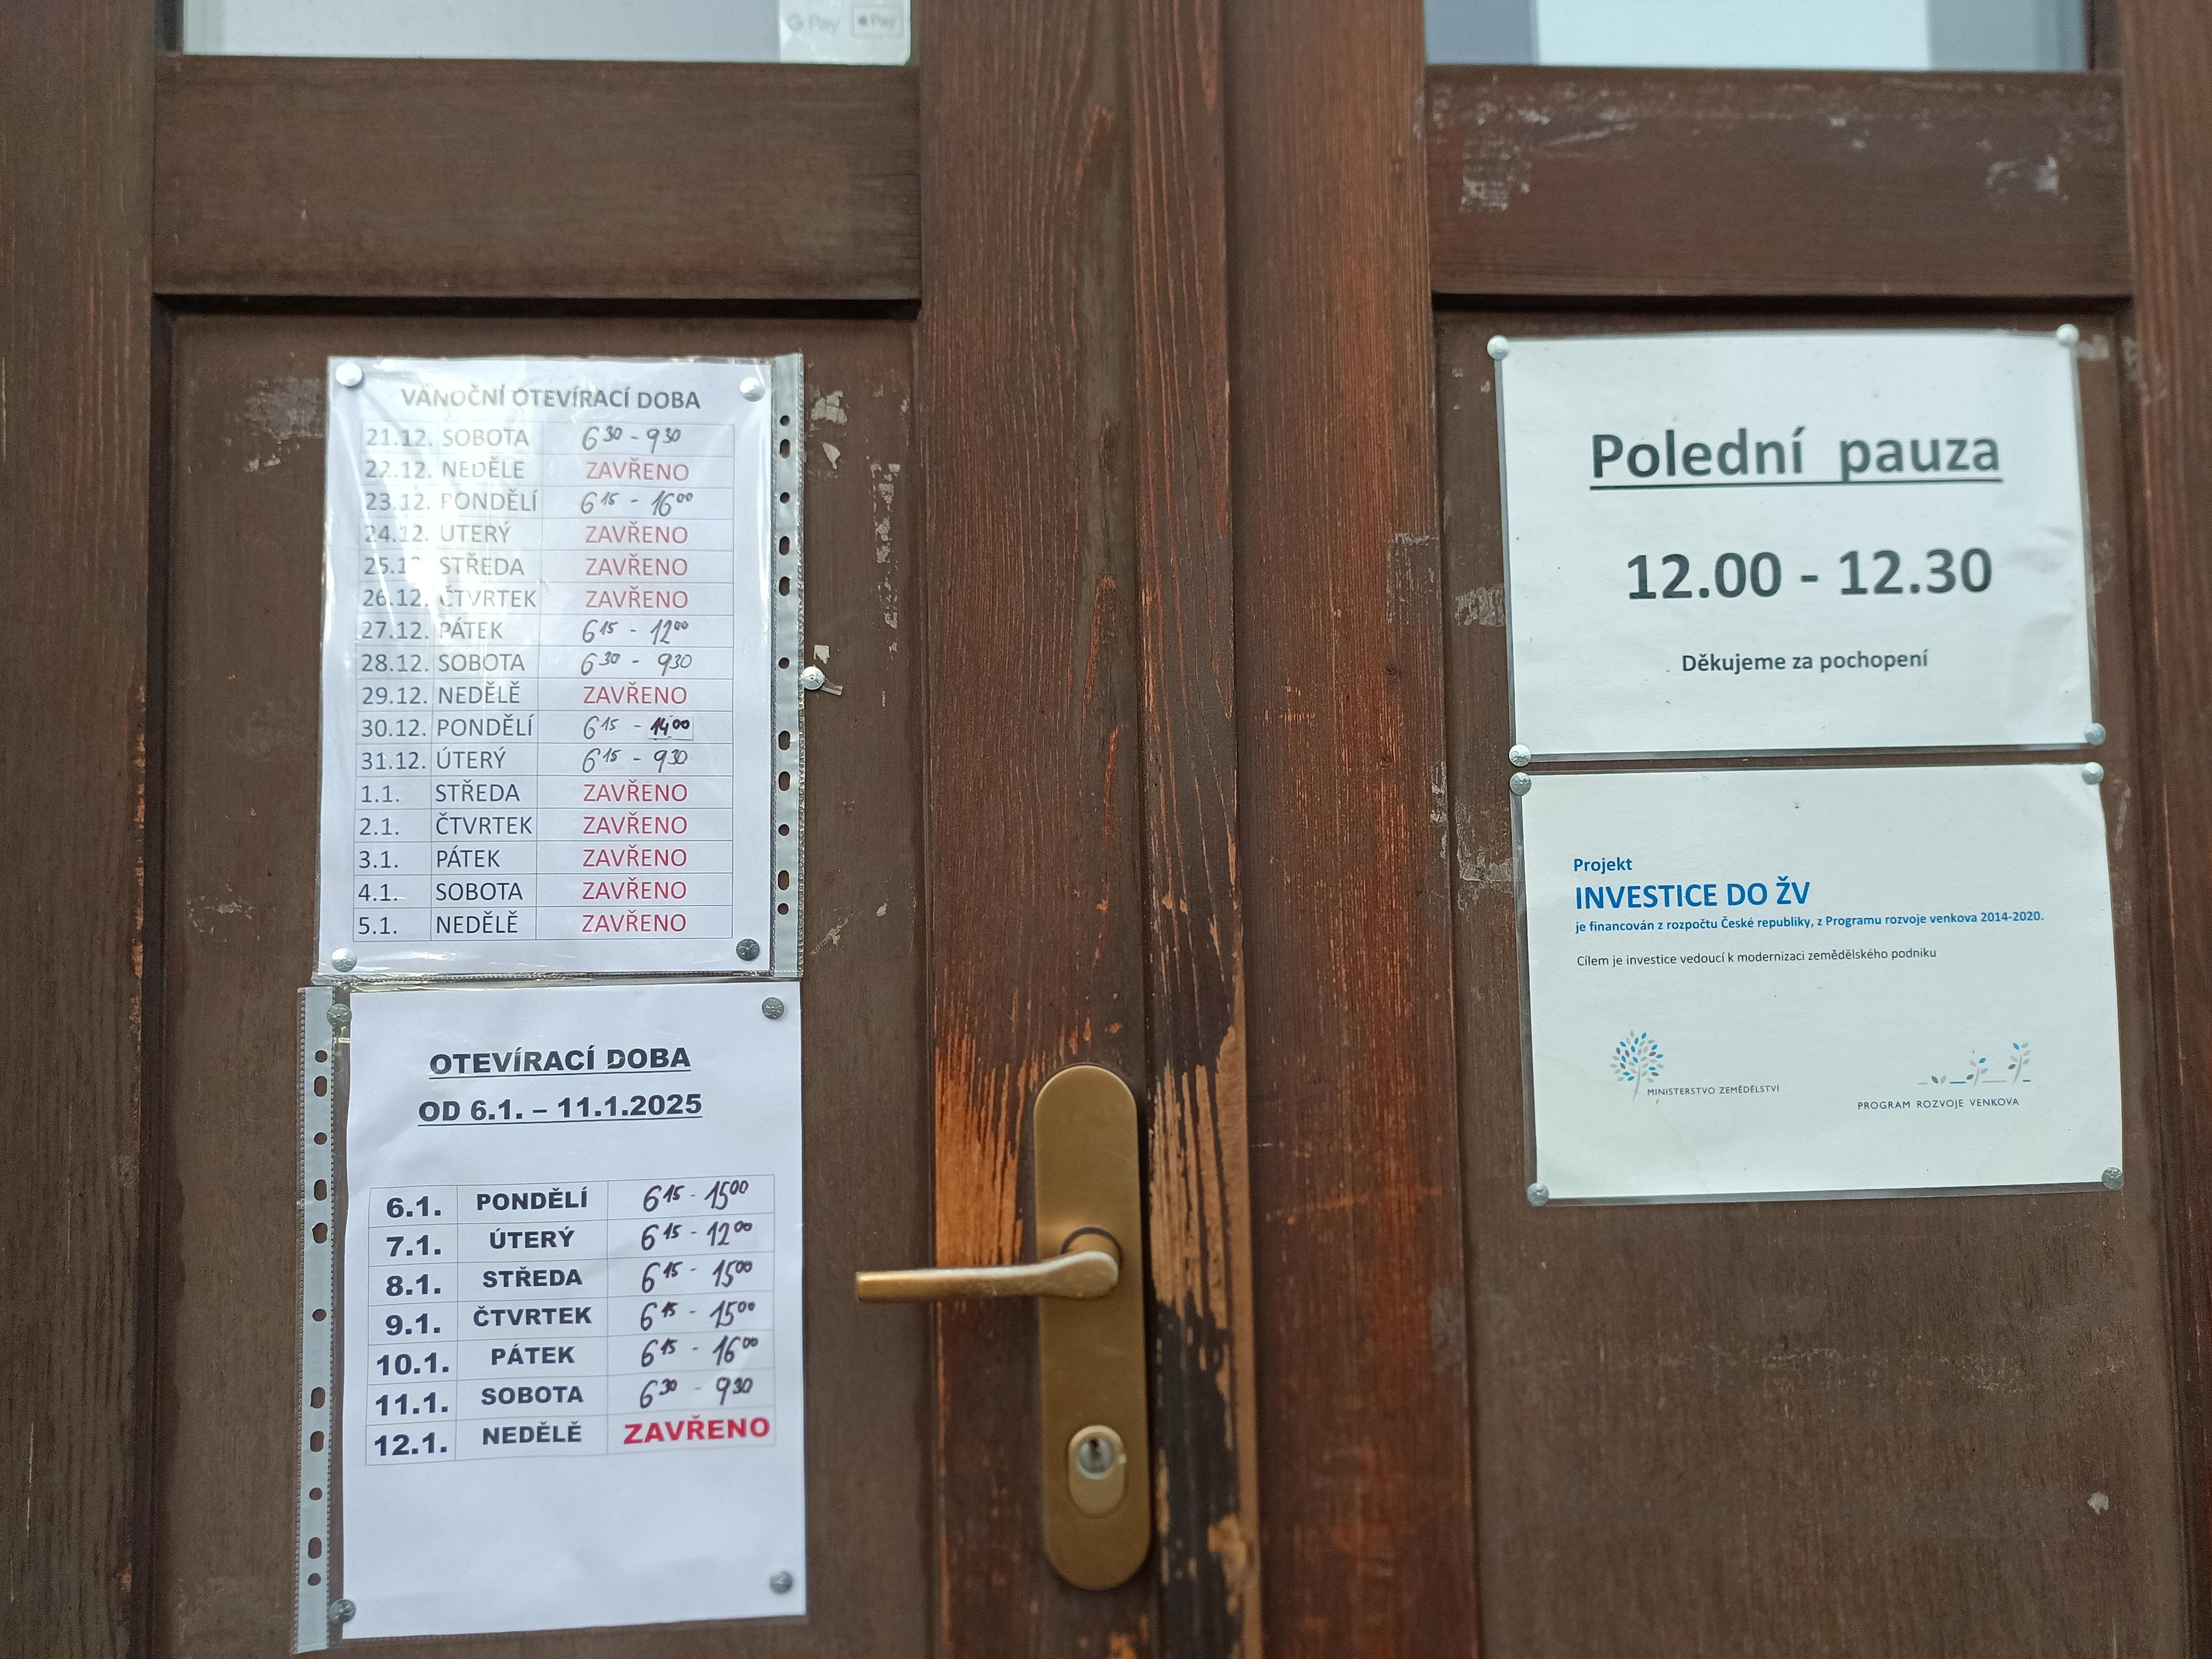 G Pay Pay
VÁNOČNÍ OTEVÍRACÍ DOBA
21.12. SOBOTA 6³⁰ - 9³⁰
22.12. NEDĚLE ZAVŘENO
23.12. PONDĚLÍ 6¹⁵ - 16⁰⁰
24.12. ÚTERÝ ZAVŘENO
25.12 STŘEDA ZAVŘENO
26.12. ČTVRTEK ZAVŘENO
27.12. PÁTEK 6¹⁵ - 12⁰⁰
28.12. SOBOTA 6³⁰ - 9³⁰
29.12. NEDĚLĚ ZAVŘENO
30.12. PONDĚLÍ 6¹⁵ - 14⁰⁰
31.12. ÚTERÝ 6¹⁵ - 9³⁰
1.1. STŘEDA ZAVŘENO
2.1. ČTVRTEK ZAVŘENO
3.1. PÁTEK ZAVŘENO
4.1. SOBOTA ZAVŘENO
5.1. NEDĚLĚ ZAVŘENO
OTEVÍRACÍ DOBA
OD 6.1. – 11.1.2025
6.1. PONDĚLÍ 6¹⁵ - 15⁰⁰
7.1. ÚTERÝ 6¹⁵ - 12⁰⁰
8.1. STŘEDA 6¹⁵ - 15⁰⁰
9.1. ČTVRTEK 6¹⁵ - 15⁰⁰
10.1. PÁTEK 6¹⁵ - 16⁰⁰
11.1. SOBOTA 6³⁰ - 9³⁰
12.1. NEDĚLĚ ZAVŘENO
Polední pauza
12.00 - 12.30
Děkujeme za pochopení
Projekt
INVESTICE DO ŽV
je financován z rozpočtu České republiky, z Programu rozvoje venkova 2014-2020.
Cílem je investice vedoucí k modernizaci zemědělského podniku
MINISTERSTVO ZEMĚDĚLSTVÍ
PROGRAM ROZVOJE VENKOVA